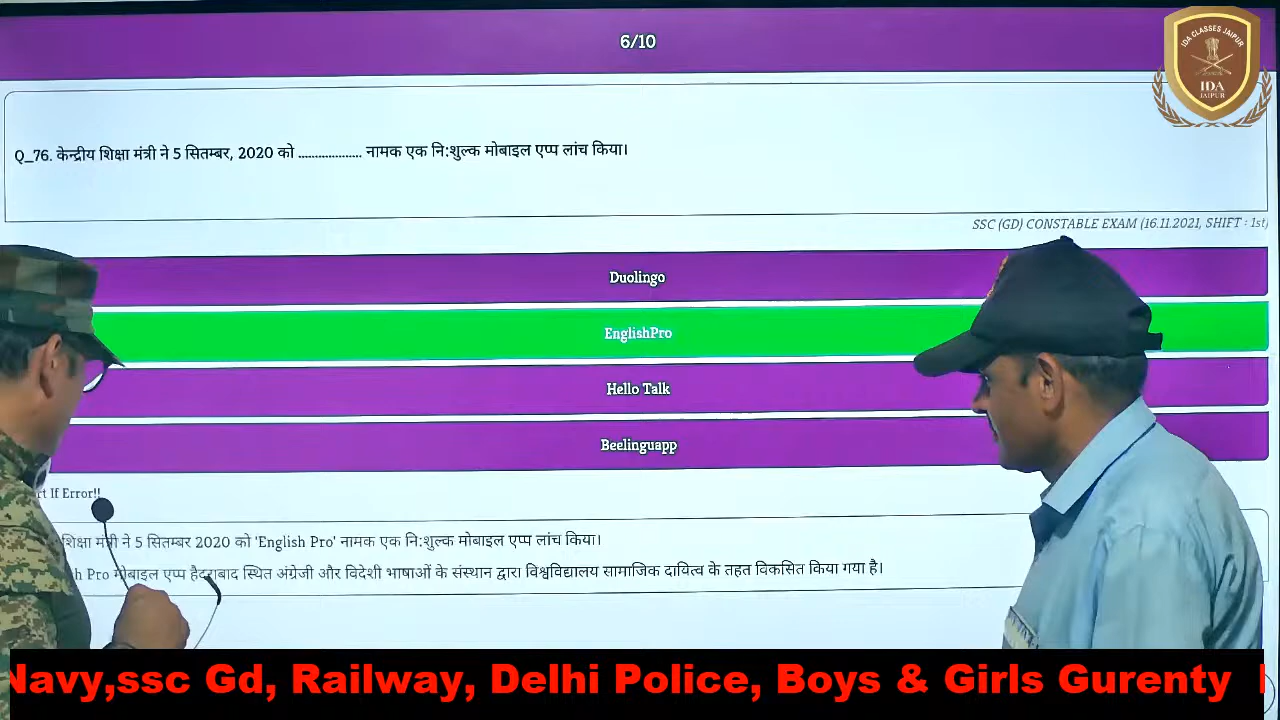 6/10
IDA CLASSES JAIPUR
IDA
JAIPUR
Q_76. केन्द्रीय शिक्षा मंत्री ने 5 सितम्बर, 2020 को ................... नामक एक नि:शुल्क मोबाइल एप्प लांच किया।
SSC (GD) CONSTABLE EXAM (16.11.2021, SHIFT : 1st)
Duolingo
EnglishPro
Hello Talk
Beelinguapp
If Error!!
शिक्षा मंत्री ने 5 सितम्बर 2020 को 'English Pro' नामक एक नि:शुल्क मोबाइल एप्प लांच किया।
Pro मोबाइल एप्प हैदराबाद स्थित अंग्रेजी और विदेशी भाषाओं के संस्थान द्वारा विश्वविद्यालय सामाजिक दायित्व के तहत विकसित किया गया है।
Navy,ssc Gd, Railway, Delhi Police, Boys & Girls Gurenty